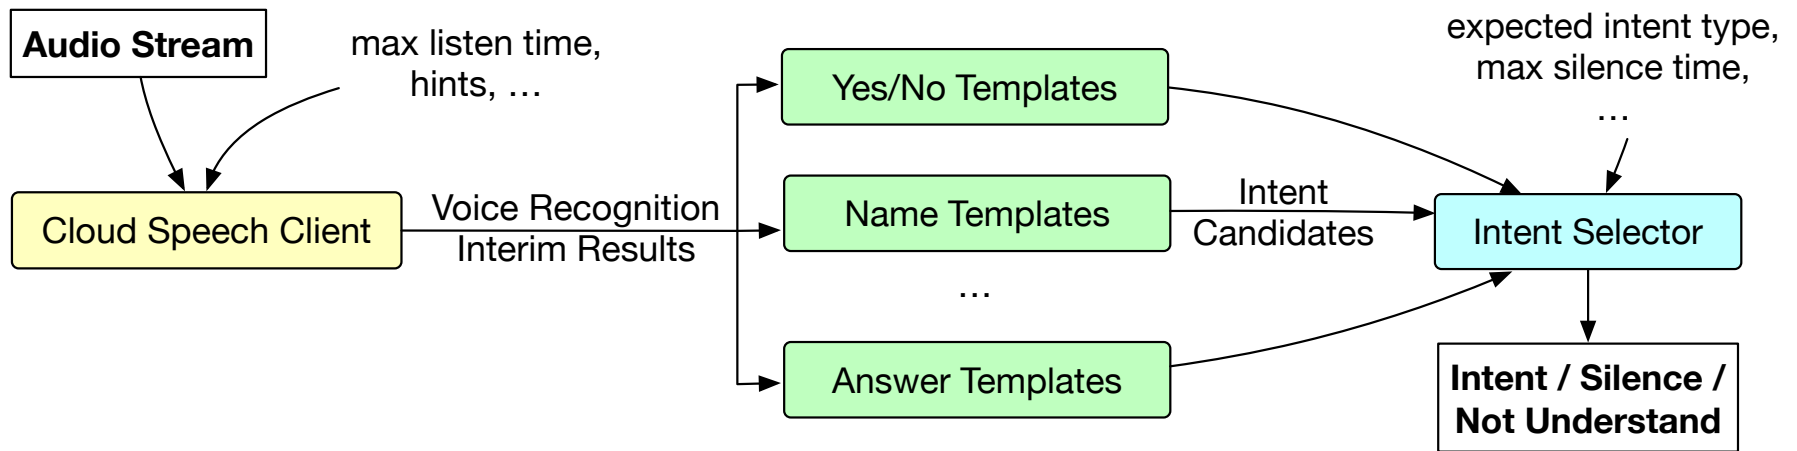 Audio Stream
max listen time,
hints, …
Cloud Speech Client
Voice Recognition
Interim Results
Yes/No Templates
Name Templates
…
Answer Templates
Intent
Candidates
expected intent type,
max silence time,
…
Intent Selector
Intent / Silence /
Not Understand